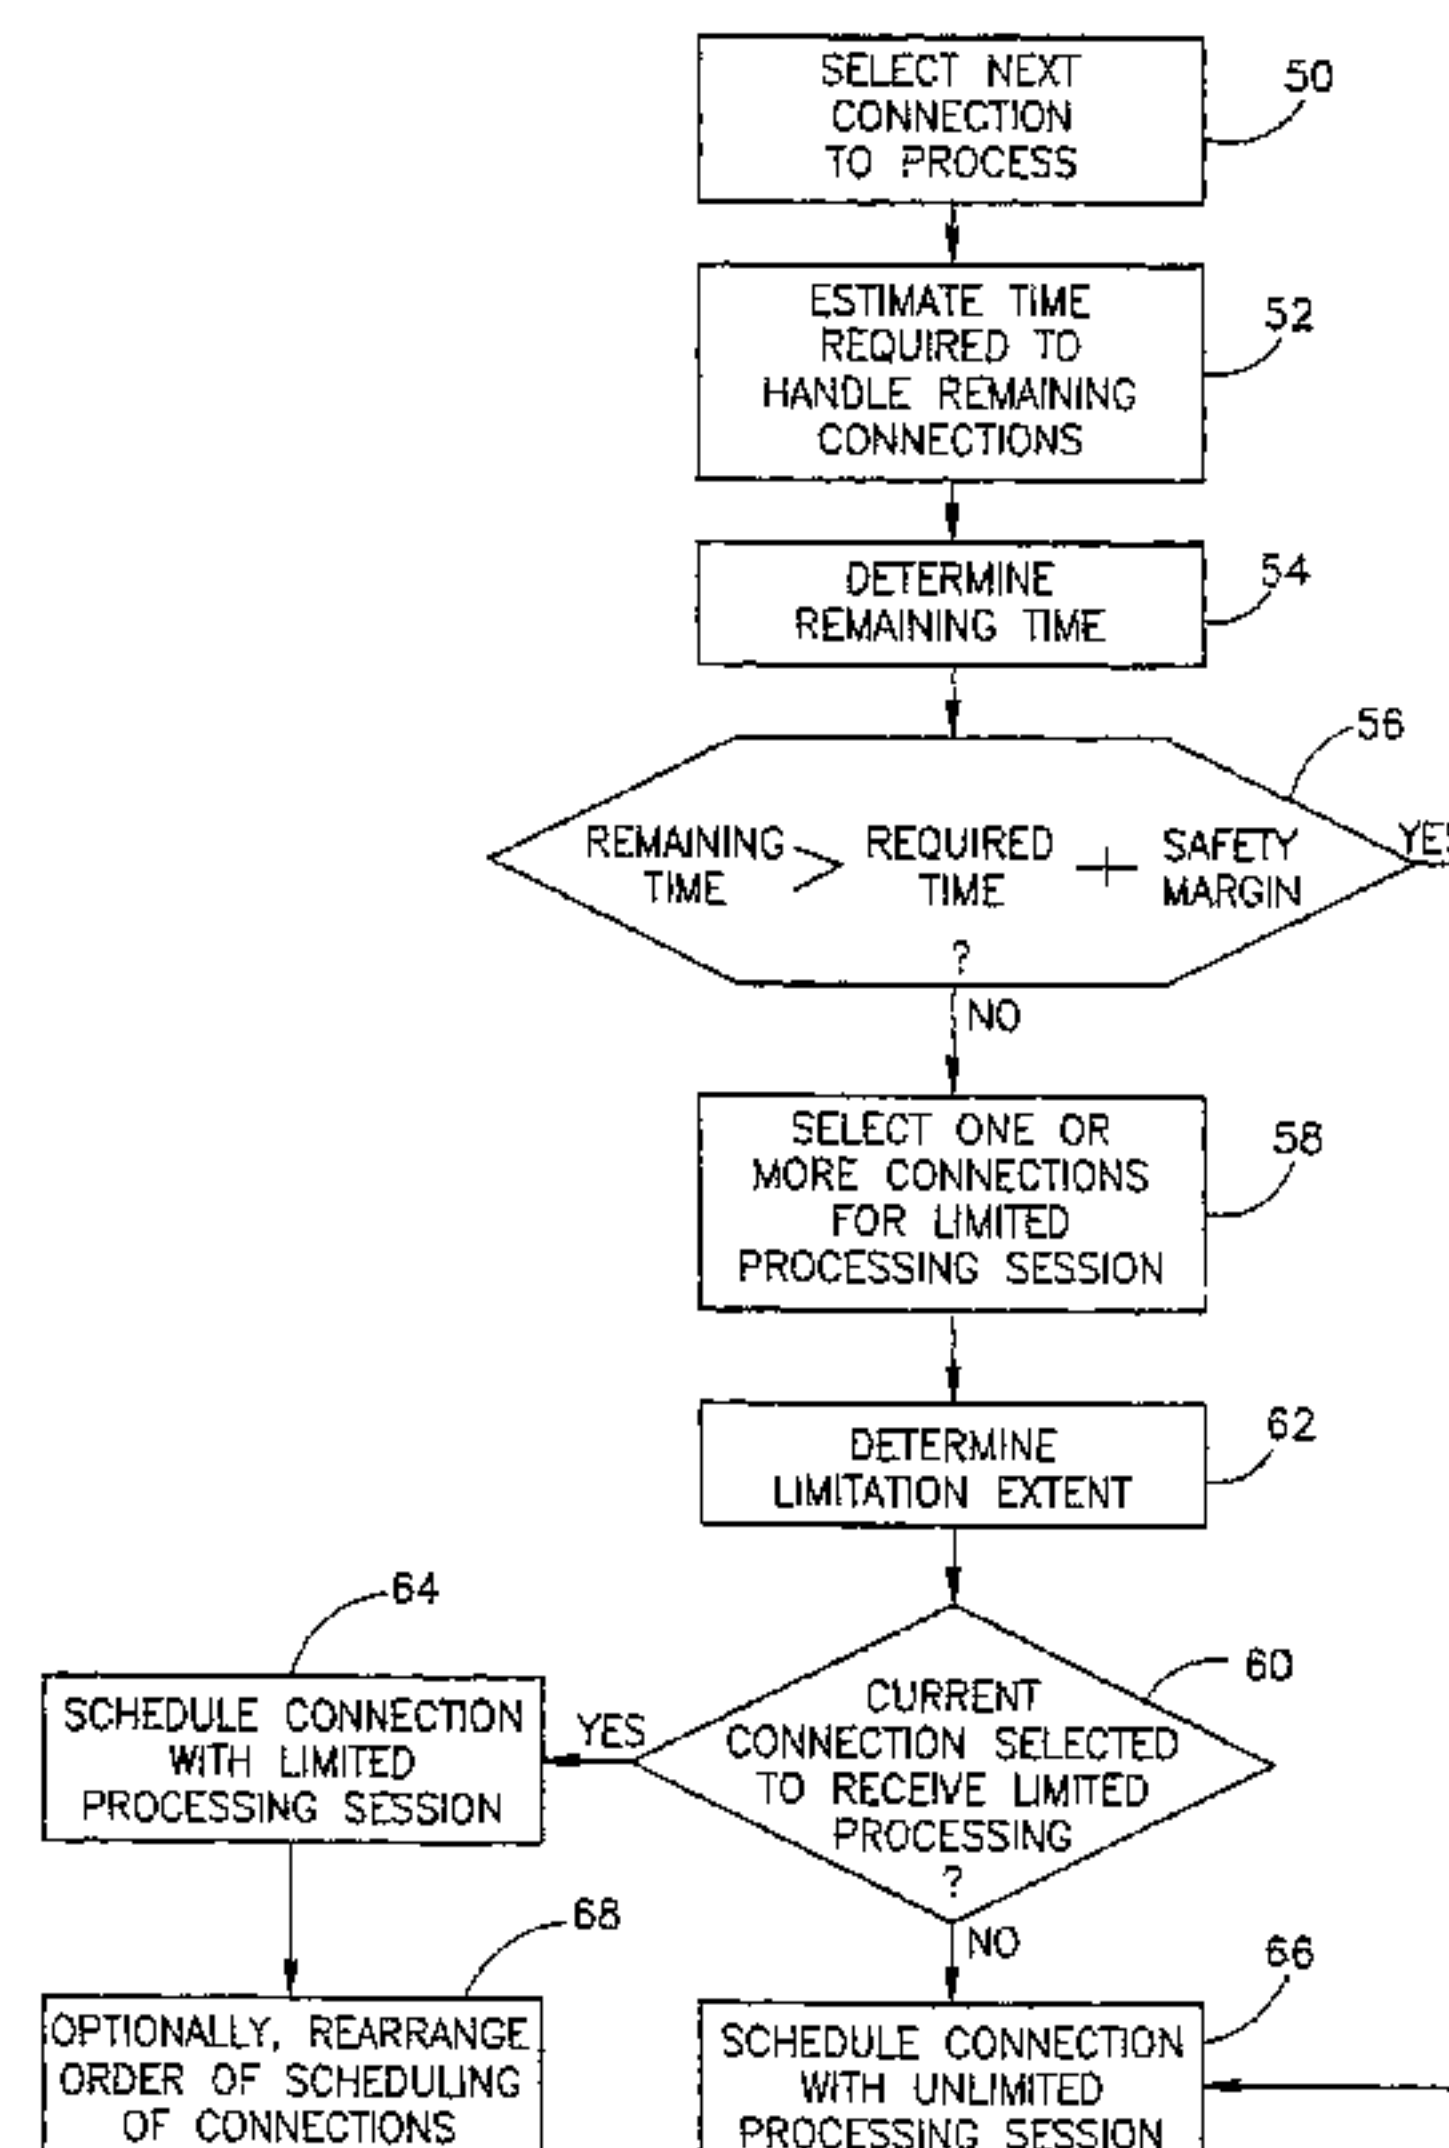 SELECT NEXT
CONNECTION
TO PROCESS
50
ESTIMATE TIME
REQUIRED TO
HANDLE REMAINING
CONNECTIONS
52
DETERMINE
REMAINING TIME
54
56
REMAINING
TIME
>
REQUIRED
TIME
+
SAFETY
MARGIN
?
YES
NO
SELECT ONE OR
MORE CONNECTIONS
FOR LIMITED
PROCESSING SESSION
58
DETERMINE
LIMITATION EXTENT
62
64
SCHEDULE CONNECTION
WITH LIMITED
PROCESSING SESSION
YES
CURRENT
CONNECTION SELECTED
TO RECEIVE LIMITED
PROCESSING
?
60
NO
68
OPTIONALLY, REARRANGE
ORDER OF SCHEDULING
OF CONNECTIONS
66
SCHEDULE CONNECTION
WITH UNLIMITED
PROCESSING SESSION